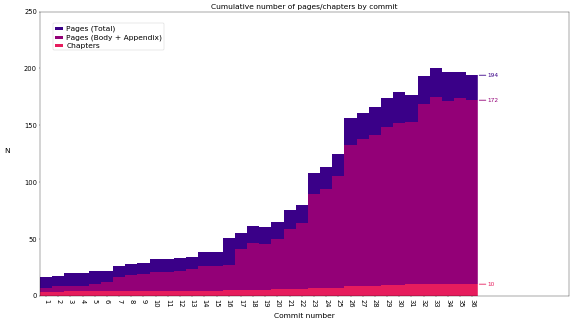 Cumulative number of pages/chapters by commit
250
200
150
100
50
0
N
Pages (Total)
Pages (Body + Appendix)
Chapters
194
172
10
1 2 3 4 5 6 7 8 9 10 11 12 13 14 15 16 17 18 19 20 21 22 23 24 25 26 27 28 29 30 31 32 33 34 35 36
Commit number